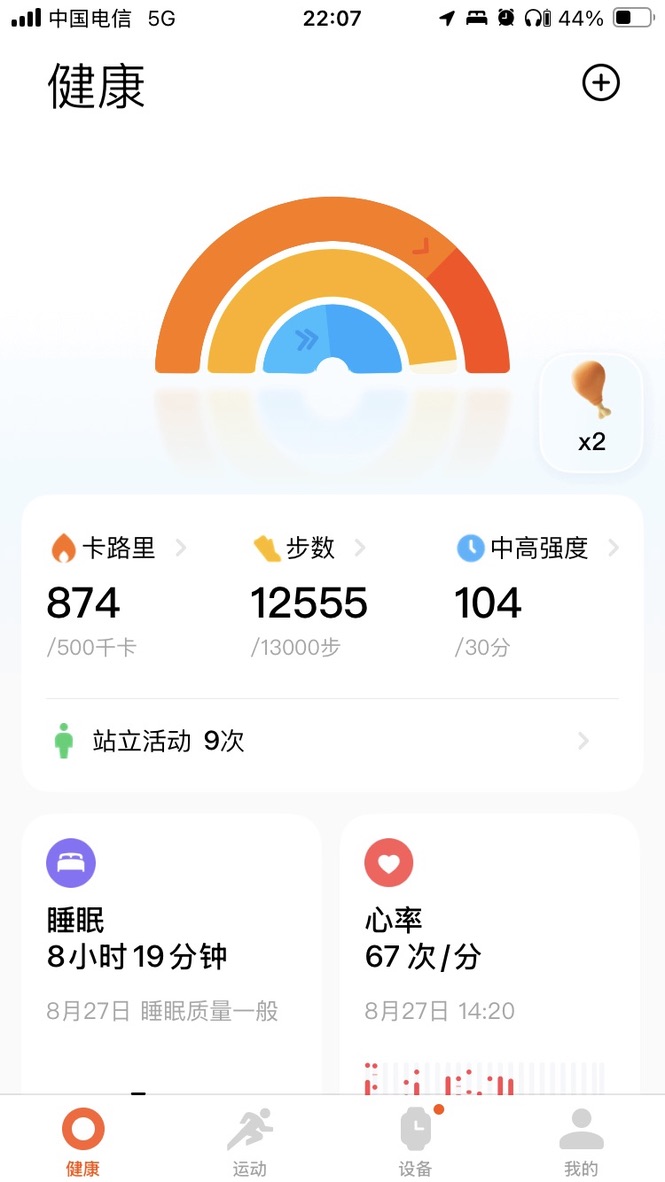 中国电信 5G 22:07 44%
健康
x2
卡路里 步数 中高强度
874 12555 104
/500千卡 /13000步 /30分
站立活动 9次
睡眠 心率
8小时19分钟 67 次/分
8月27日 睡眠质量一般 8月27日 14:20
健康 运动 设备 我的